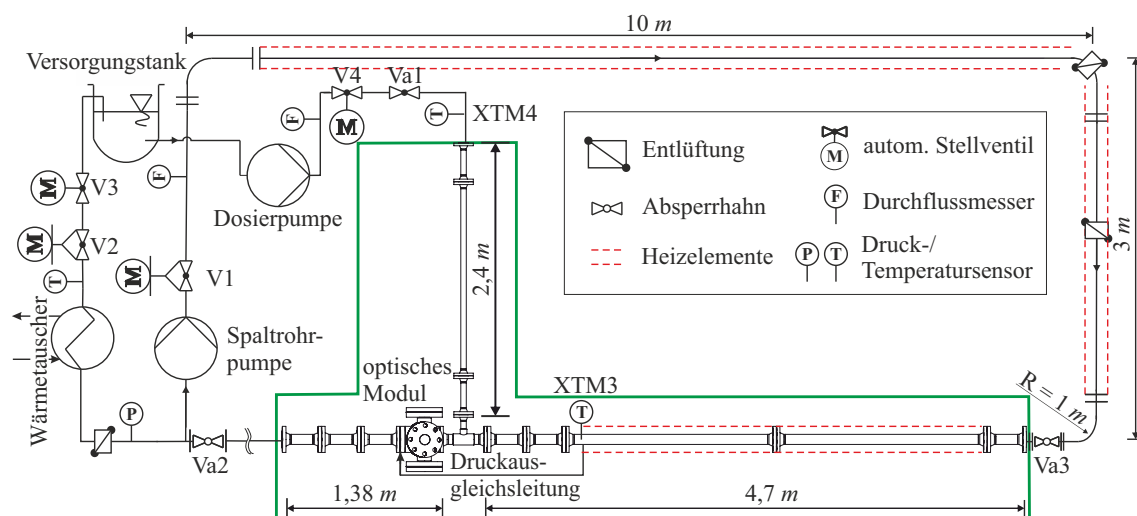 10 m
Versorgungstank
V4
Va1
T
XTM4
F
M
Entlüftung
M
autom. Stellventil
F
V3
M
Dosierpumpe
Absperrhahn
F
Durchflussmesser
3 m
V2
M
2,4 m
Heizelemente
P
T
Druck-/
Temperatursensor
T
M
V1
Wärmetauscher
Spaltrohr-
pumpe
optisches
Modul
XTM3
R = 1 m
P
T
Va2
Druckaus-
gleichsleitung
Va3
1,38 m
4,7 m